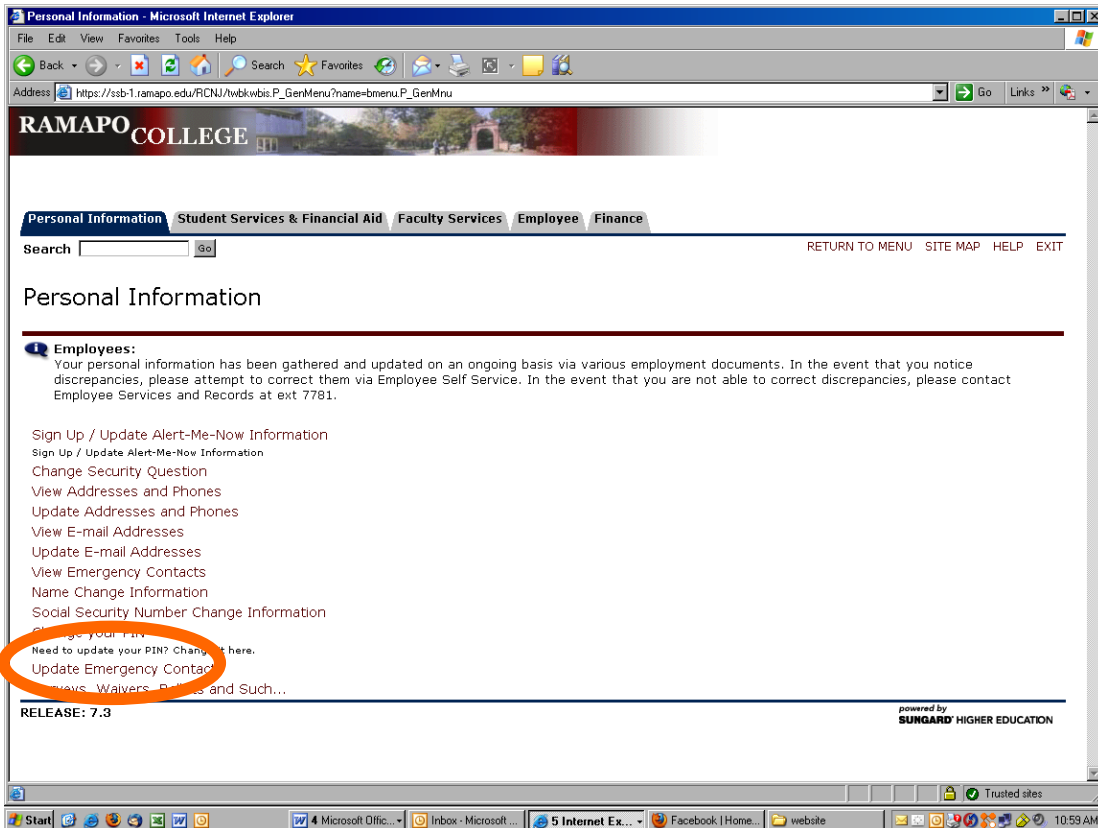 Personal Information - Microsoft Internet Explorer
File Edit View Favorites Tools Help
Back Search Favorites
Address https://ssb-1.ramapo.edu/RCNJ/twbkwbis.P_GenMenu?name=bmenu.P_GenMnu Go Links »
RAMAPO COLLEGE
Personal Information Student Services & Financial Aid Faculty Services Employee Finance
Search Go RETURN TO MENU SITE MAP HELP EXIT
Personal Information
Employees:
Your personal information has been gathered and updated on an ongoing basis via various employment documents. In the event that you notice
discrepancies, please attempt to correct them via Employee Self Service. In the event that you are not able to correct discrepancies, please contact
Employee Services and Records at ext 7781.
Sign Up / Update Alert-Me-Now Information
Sign Up / Update Alert-Me-Now Information
Change Security Question
View Addresses and Phones
Update Addresses and Phones
View E-mail Addresses
Update E-mail Addresses
View Emergency Contacts
Name Change Information
Social Security Number Change Information
Change your PIN
Need to update your PIN? Change it here.
Update Emergency Contact
Waivers, and Such...
RELEASE: 7.3
powered by
SUNGARD' HIGHER EDUCATION
Trusted sites
Start 4 Microsoft Offic... Inbox - Microsoft ... 5 Internet Ex... Facebook | Home... website 10:59 AM